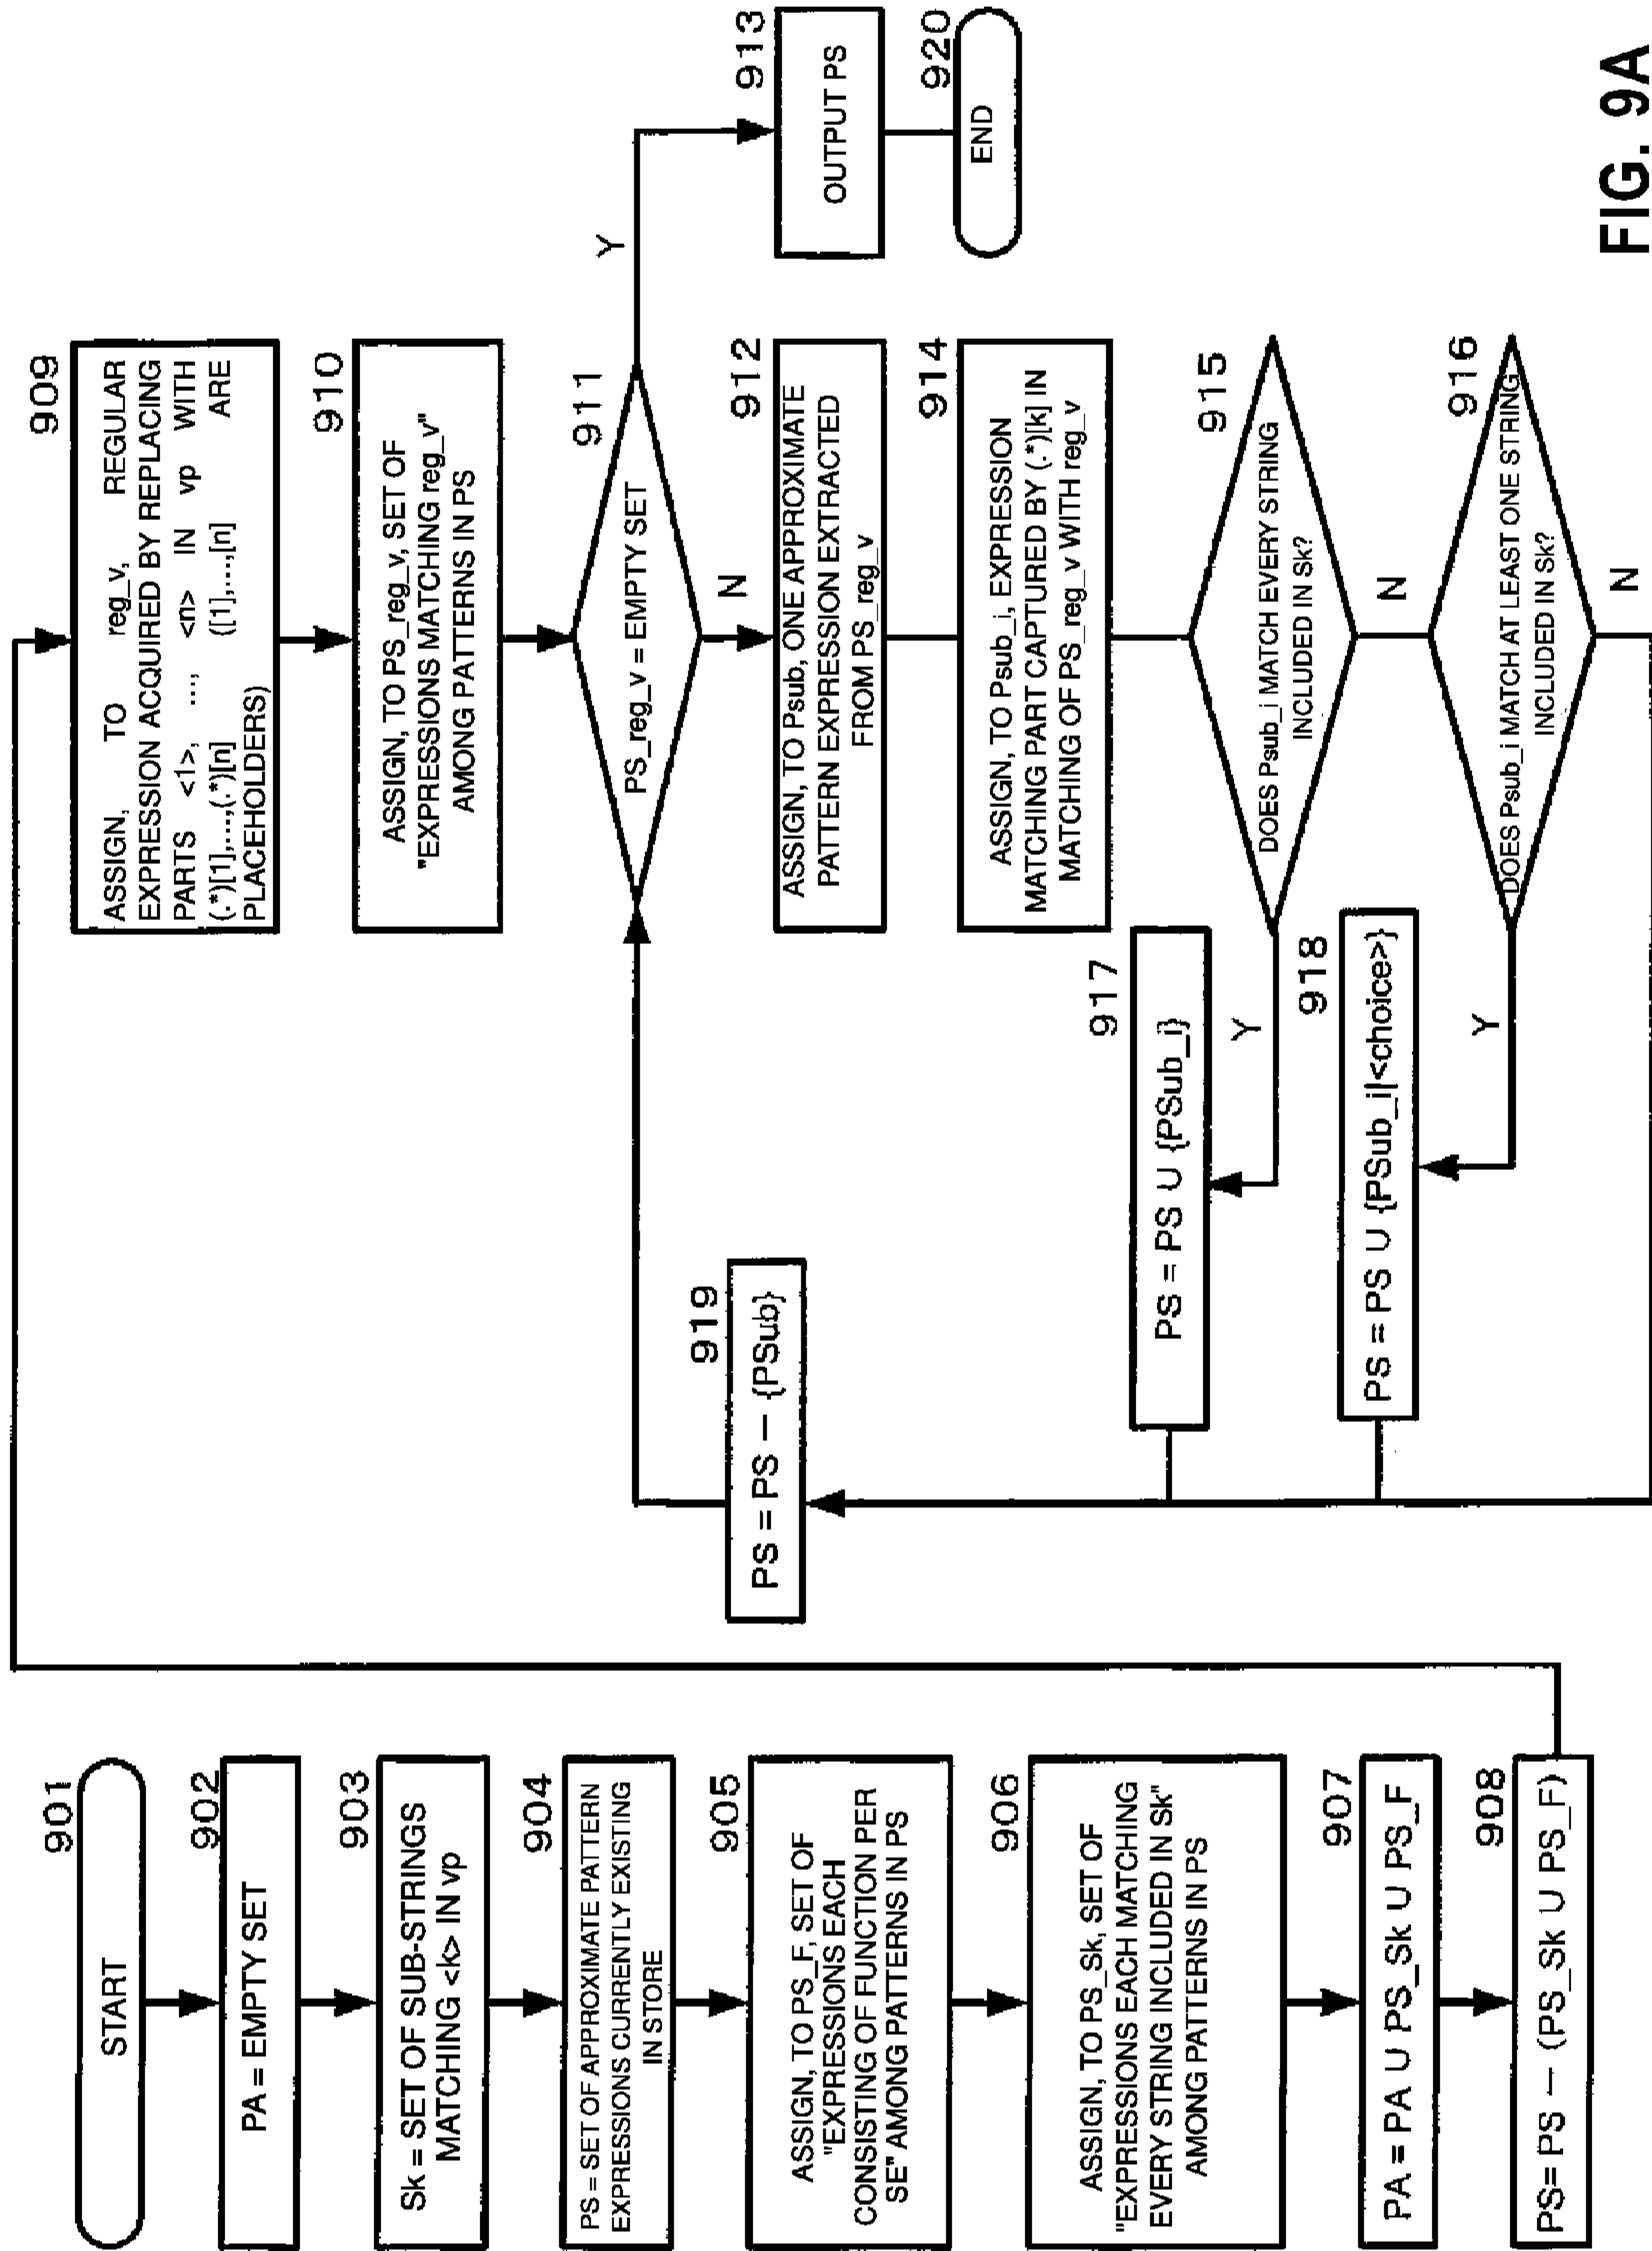 901
START
902
PA = EMPTY SET
903
Sk = SET OF SUB-STRINGS
MATCHING <k> IN vp
904
PS = SET OF APPROXIMATE PATTERN
EXPRESSIONS CURRENTLY EXISTING
IN STORE
905
ASSIGN, TO PS_F, SET OF
"EXPRESSIONS EACH
CONSISTING OF FUNCTION PER
SE" AMONG PATTERNS IN PS
906
ASSIGN, TO PS_Sk, SET OF
"EXPRESSIONS EACH MATCHING
EVERY STRING INCLUDED IN Sk"
AMONG PATTERNS IN PS
907
PA = PA ∪ PS_Sk ∪ PS_F
908
PS= PS — (PS_Sk ∪ PS_F)
909
ASSIGN, TO reg_v, REGULAR
EXPRESSION ACQUIRED BY REPLACING
PARTS <1>, ..., <n> IN vp WITH
(.*)[1],...,(.*)[n] ([1],...,[n] ARE
PLACEHOLDERS)
910
ASSIGN, TO PS_reg_v, SET OF
"EXPRESSIONS MATCHING reg_v"
AMONG PATTERNS IN PS
911
PS_reg_v = EMPTY SET
Y
N
912
ASSIGN, TO Psub, ONE APPROXIMATE
PATTERN EXPRESSION EXTRACTED
FROM PS_reg_v
913
OUTPUT PS
920
END
914
ASSIGN, TO Psub_i, EXPRESSION
MATCHING PART CAPTURED BY (.*)[k] IN
MATCHING OF PS_reg_v WITH reg_v
915
DOES Psub_i MATCH EVERY STRING
INCLUDED IN Sk?
Y
N
916
DOES Psub_i MATCH AT LEAST ONE STRING
INCLUDED IN Sk?
Y
N
917
PS = PS ∪ {PSub_i}
918
PS = PS ∪ {PSub_i|<choice>}
919
PS = PS — {PSub}
FIG. 9A